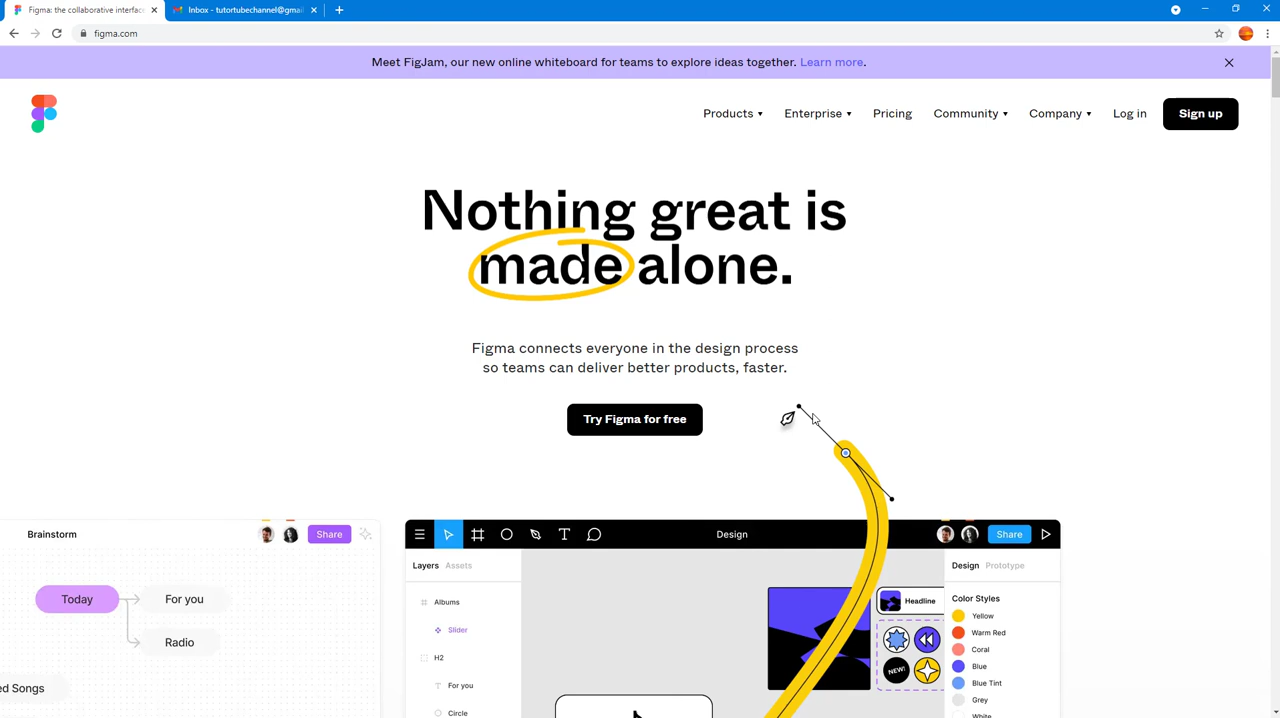 Figma: the collaborative interfac
Inbox - tutortubechannel@gmai
figma.com
Meet FigJam, our new online whiteboard for teams to explore ideas together. Learn more.
Products Enterprise Pricing Community Company Log in Sign up
Nothing great is
made alone.
Figma connects everyone in the design process
so teams can deliver better products, faster.
Try Figma for free
Brainstorm
Share
Today
For you
Radio
ed Songs
Design
Share
Layers Assets
Albums
Slider
H2
For you
Circle
Headline
NEW!
Design Prototype
Color Styles
Yellow
Warm Red
Coral
Blue
Blue Tint
Grey
White